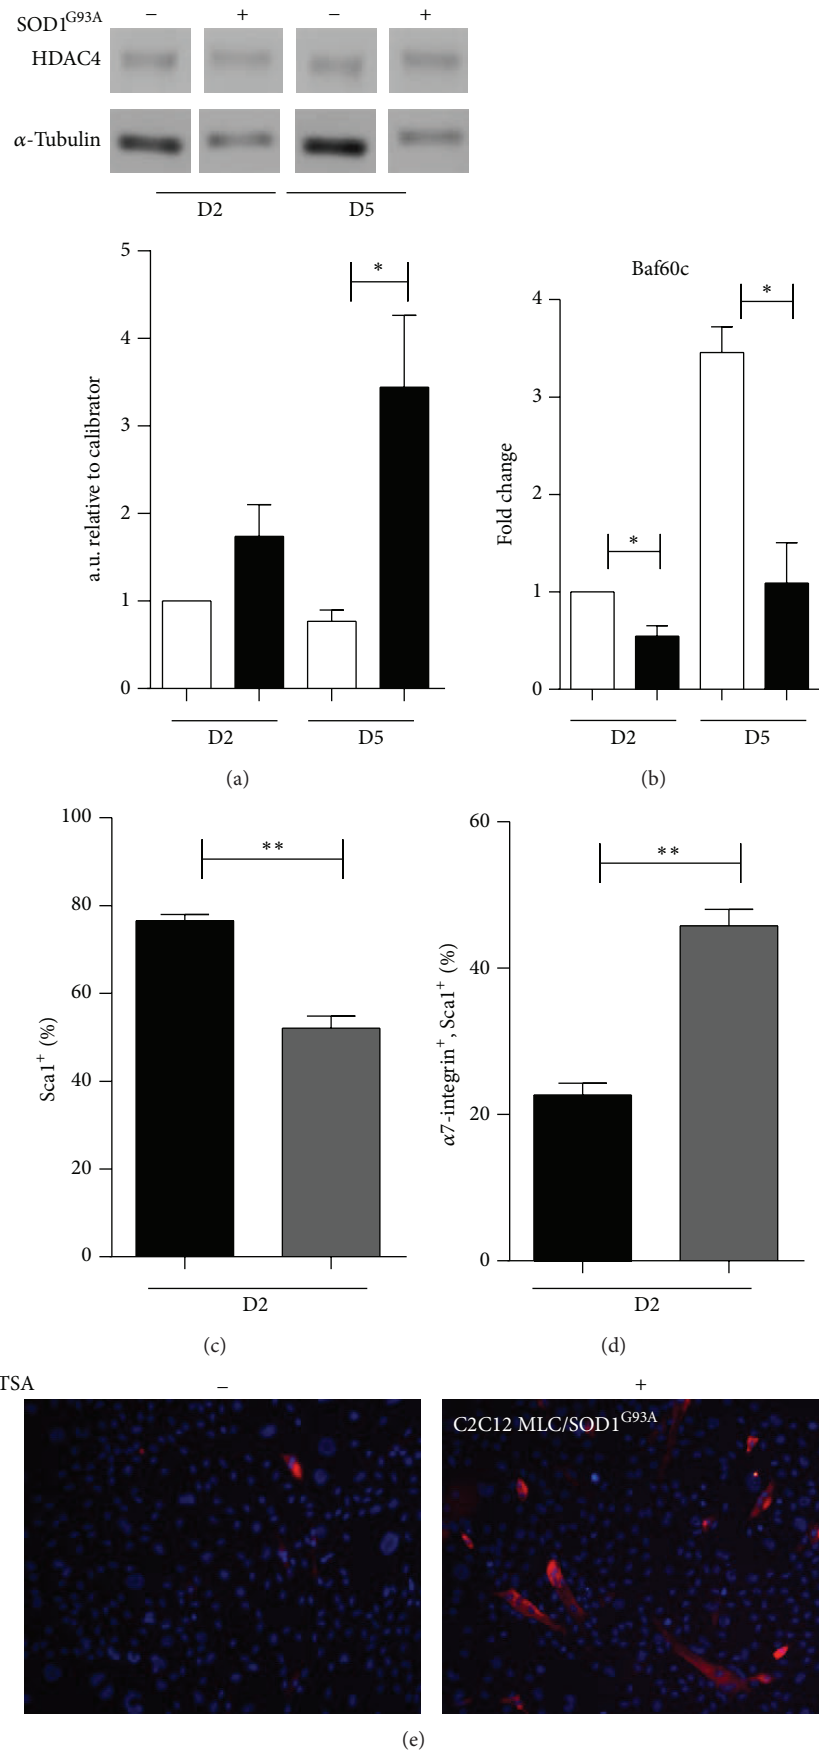 SOD1G93A − + − +
HDAC4
α-Tubulin
D2 D5
a.u. relative to calibrator
5
4
3
2
1
0
*
D2 D5
(a)
Baf60c
Fold change
4
3
2
1
0
*
*
D2 D5
(b)
Sca1+ (%)
100
80
60
40
20
0
**
D2
(c)
α7-integrin+, Sca1+ (%)
60
40
20
0
**
D2
(d)
TSA − +
C2C12 MLC/SOD1G93A
(e)